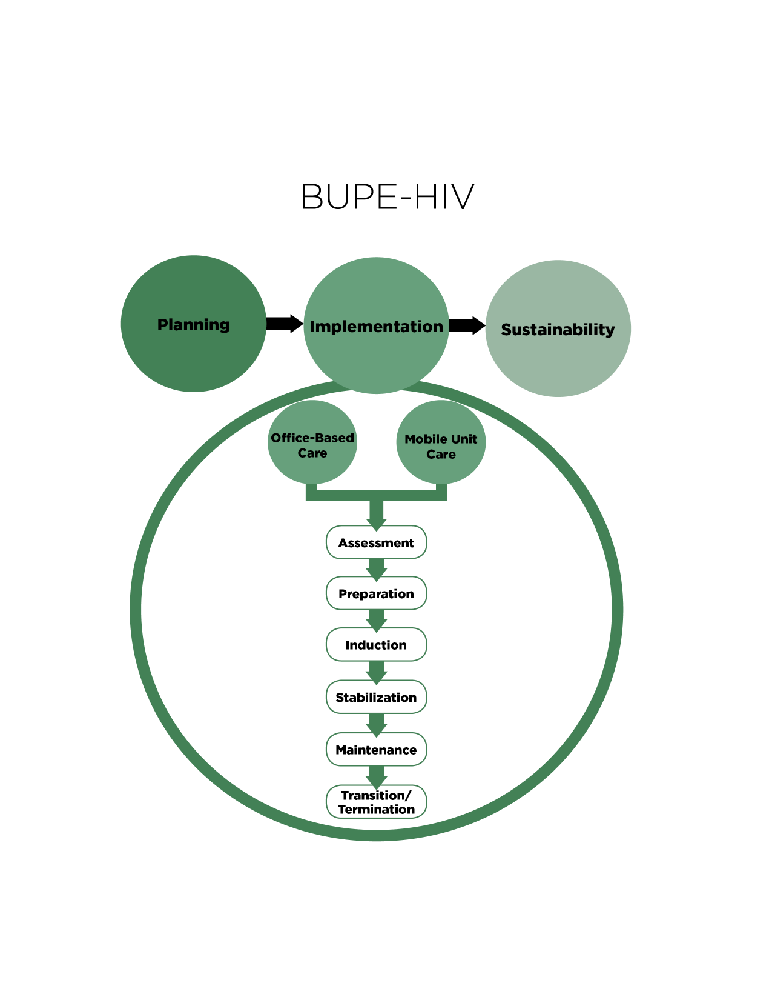 BUPE-HIV
Planning
Implementation
Sustainability
Office-Based
Care
Mobile Unit
Care
Assessment
Preparation
Induction
Stabilization
Maintenance
Transition/
Termination